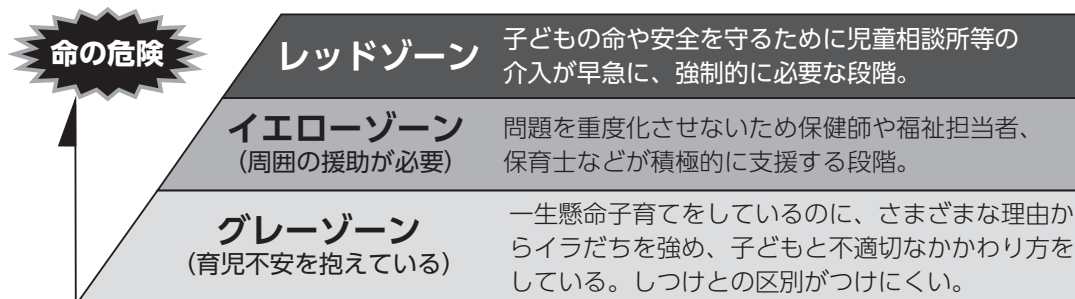 命の危険
レッドゾーン
子どもの命や安全を守るために児童相談所等の
介入が早急に、強制的に必要な段階。
イエローゾーン
（周囲の援助が必要）
問題を重度化させないため保健師や福祉担当者、
保育士などが積極的に支援する段階。
グレーゾーン
（育児不安を抱えている）
一生懸命子育てをしているのに、さまざまな理由か
らイラだちを強め、子どもと不適切なかかわり方を
している。しつけとの区別がつけにくい。